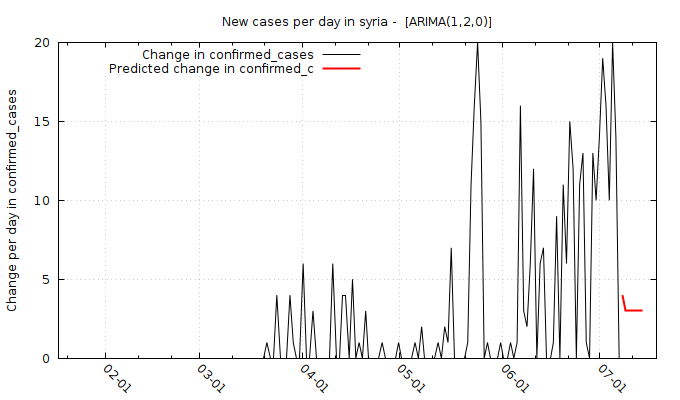 New cases per day in syria -  [ARIMA(1,2,0)]
Change in confirmed_cases
Predicted change in confirmed_c
Change per day in confirmed_cases
20
15
10
5
0
02-01
03-01
04-01
05-01
06-01
07-01